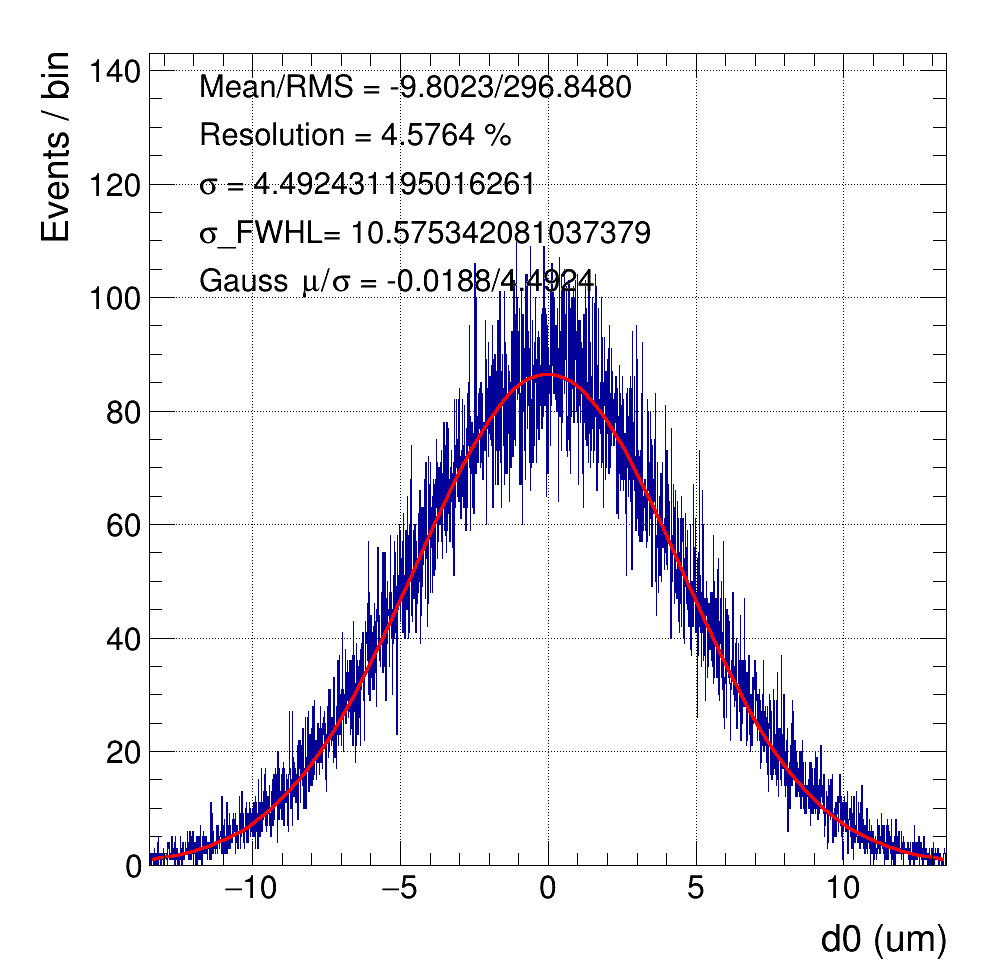 Events / bin
140
Mean/RMS = -9.8023/296.8480
Resolution = 4.5764 %
120
σ = 4.492431195016261
σ_FWHL= 10.575342081037379
100
Gauss μ/σ = -0.0188/4.4924
80
60
40
20
0
−10 −5 0 5 10
d0 (um)